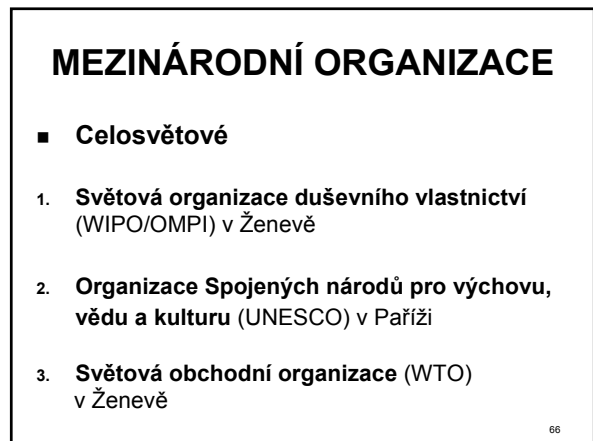 MEZINÁRODNÍ ORGANIZACE
▪ Celosvětové
1. Světová organizace duševního vlastnictví
(WIPO/OMPI) v Ženevě
2. Organizace Spojených národů pro výchovu,
vědu a kulturu (UNESCO) v Paříži
3. Světová obchodní organizace (WTO)
v Ženevě
66